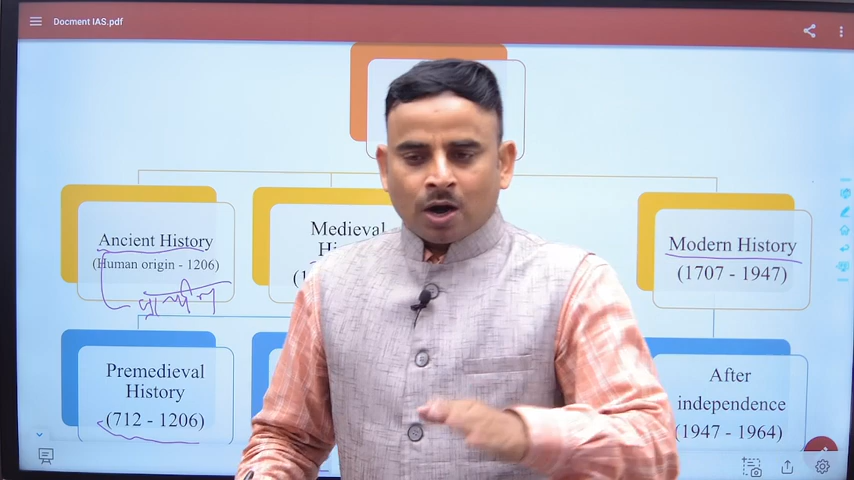 Docment IAS.pdf
Ancient History
(Human origin - 1206)
प्राचीन
Medieval
Modern History
(1707 - 1947)
Premedieval
History
(712 - 1206)
After
independence
(1947 - 1964)